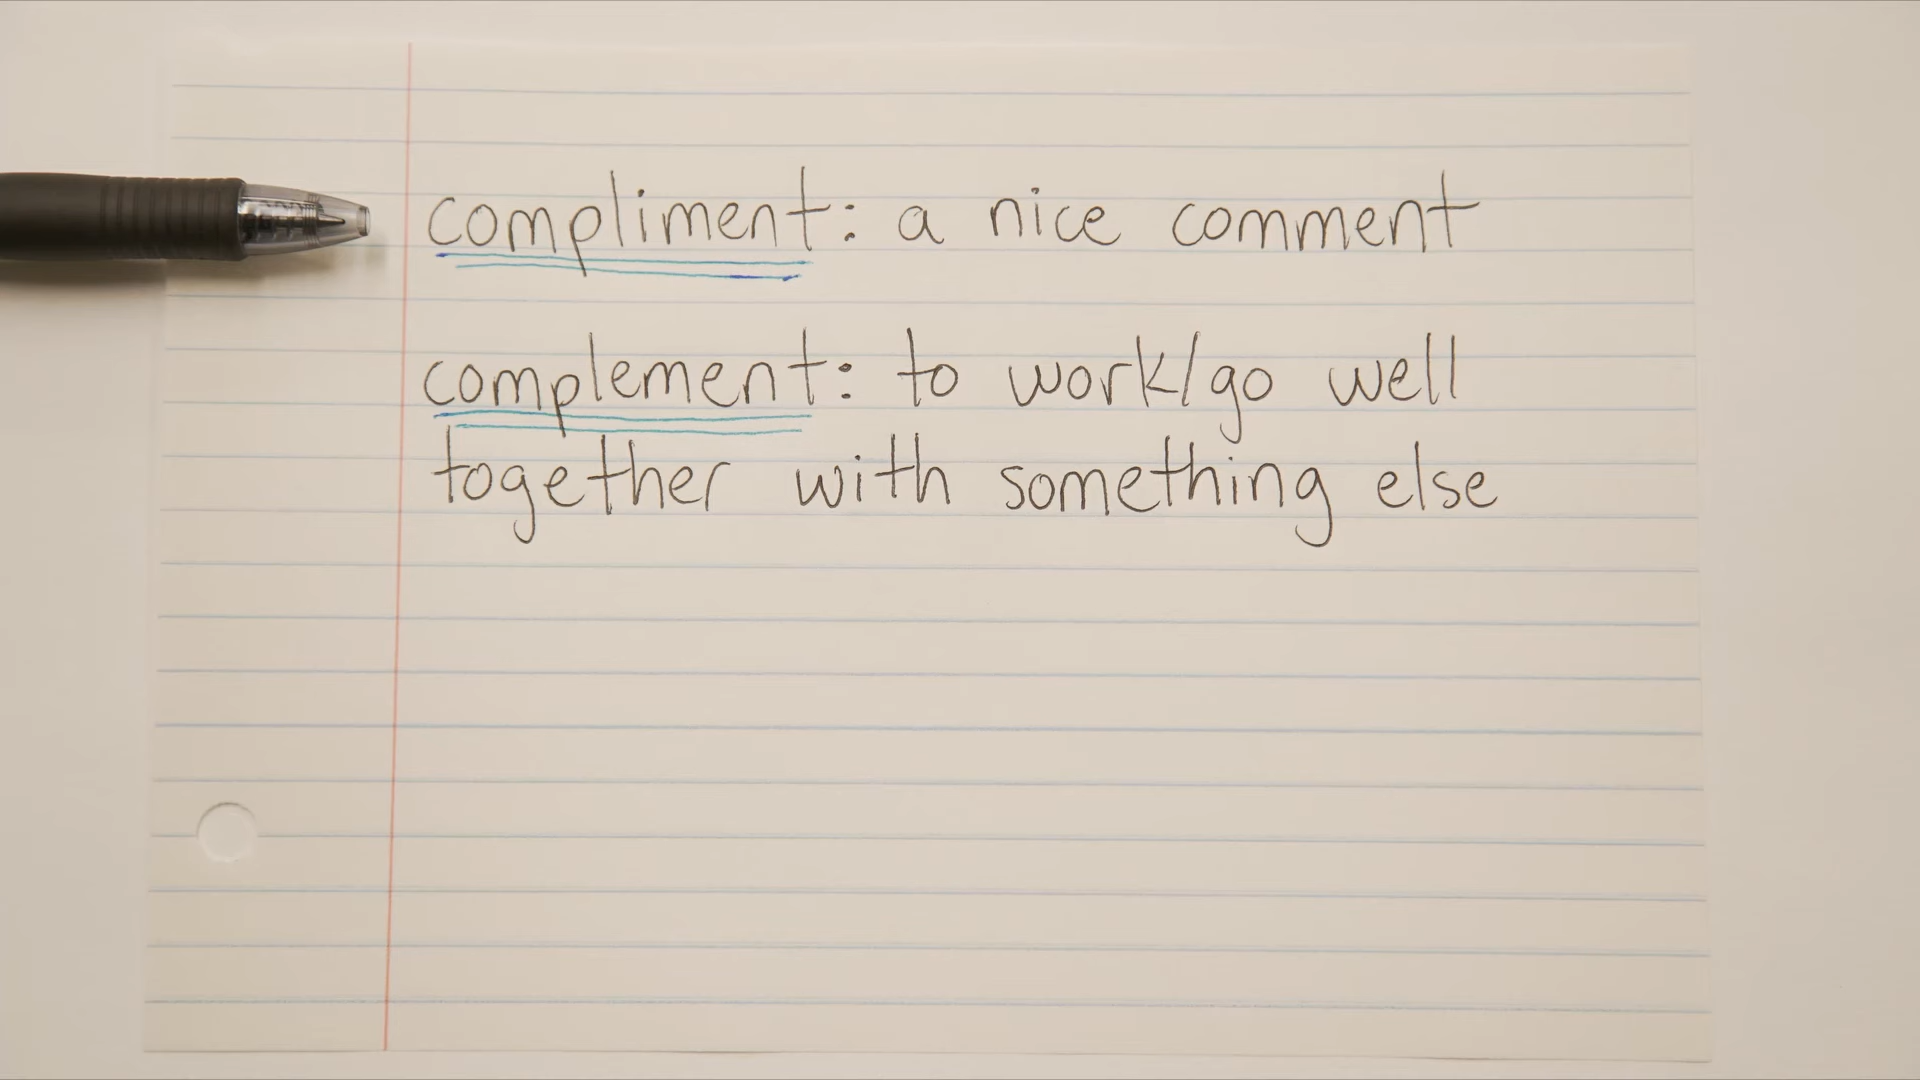 compliment: a nice comment
complement: to work/go well
together with something else